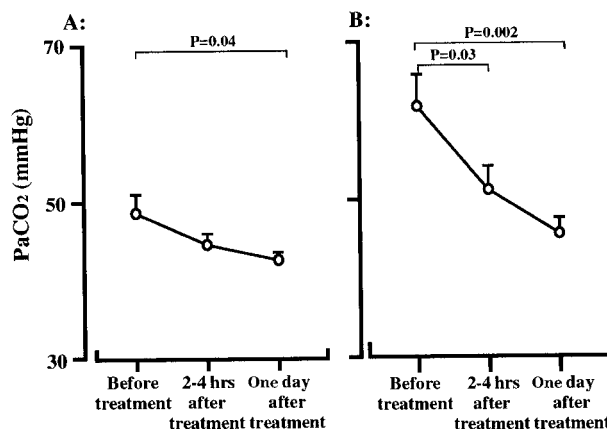 A:
B:
70
50
30
PaCO2 (mmHg)
P=0.04
P=0.002
P=0.03
Before
treatment
2-4 hrs
after
treatment
One day
after
treatment
Before
treatment
2-4 hrs
after
treatment
One day
after
treatment